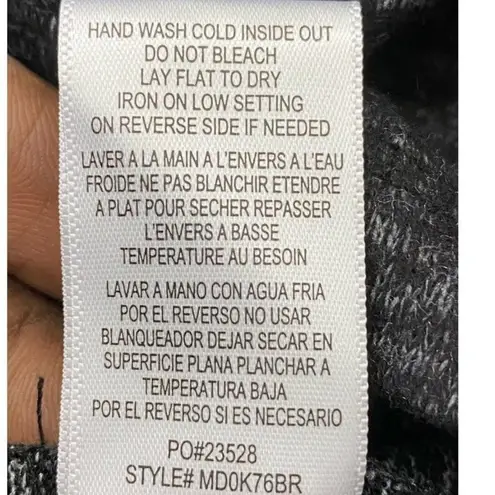 HAND WASH COLD INSIDE OUT
DO NOT BLEACH
LAY FLAT TO DRY
IRON ON LOW SETTING
ON REVERSE SIDE IF NEEDED
LAVER A LA MAIN A L'ENVERS A L'EAU
FROIDE NE PAS BLANCHIR ETENDRE
A PLAT POUR SECHER REPASSER
L'ENVERS A BASSE
TEMPERATURE AU BESOIN
LAVAR A MANO CON AGUA FRIA
POR EL REVERSO NO USAR
BLANQUEADOR DEJAR SECAR EN
SUPERFICIE PLANA PLANCHAR A
TEMPERATURA BAJA
POR EL REVERSO SI ES NECESARIO
PO#23528
STYLE# MD0K76BR